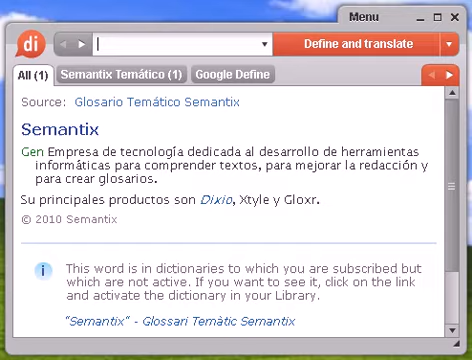 Menu
di
Define and translate
All (1)
Semantix Temático (1)
Google Define
Source: Glosario Temático Semantix
Semantix
Gen Empresa de tecnología dedicada al desarrollo de herramientas
informáticas para comprender textos, para mejorar la redacción y
para crear glosarios.
Su principales productos son Dixio, Xtyle y Gloxr.
© 2010 Semantix
This word is in dictionaries to which you are subscribed but
which are not active. If you want to see it, click on the link
and activate the dictionary in your Library.
"Semantix" - Glossari Temàtic Semantix